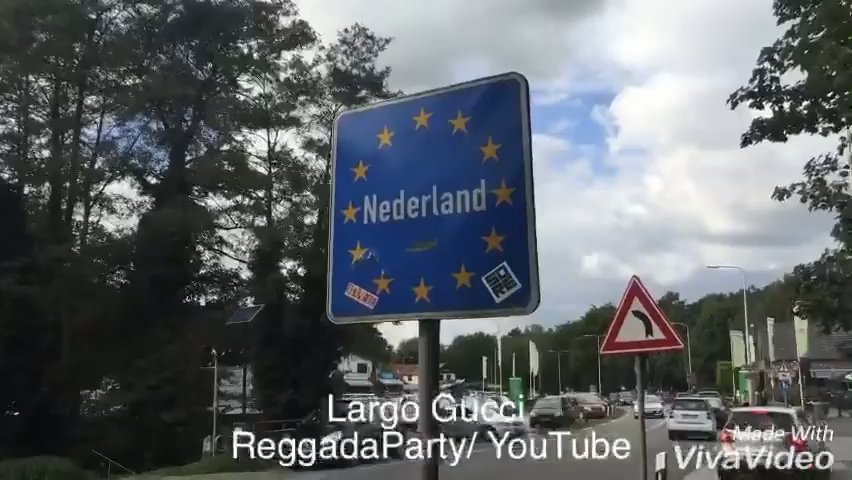 Nederland
Largo Gucci
ReggadaParty/ YouTube
Made With
VivaVideo